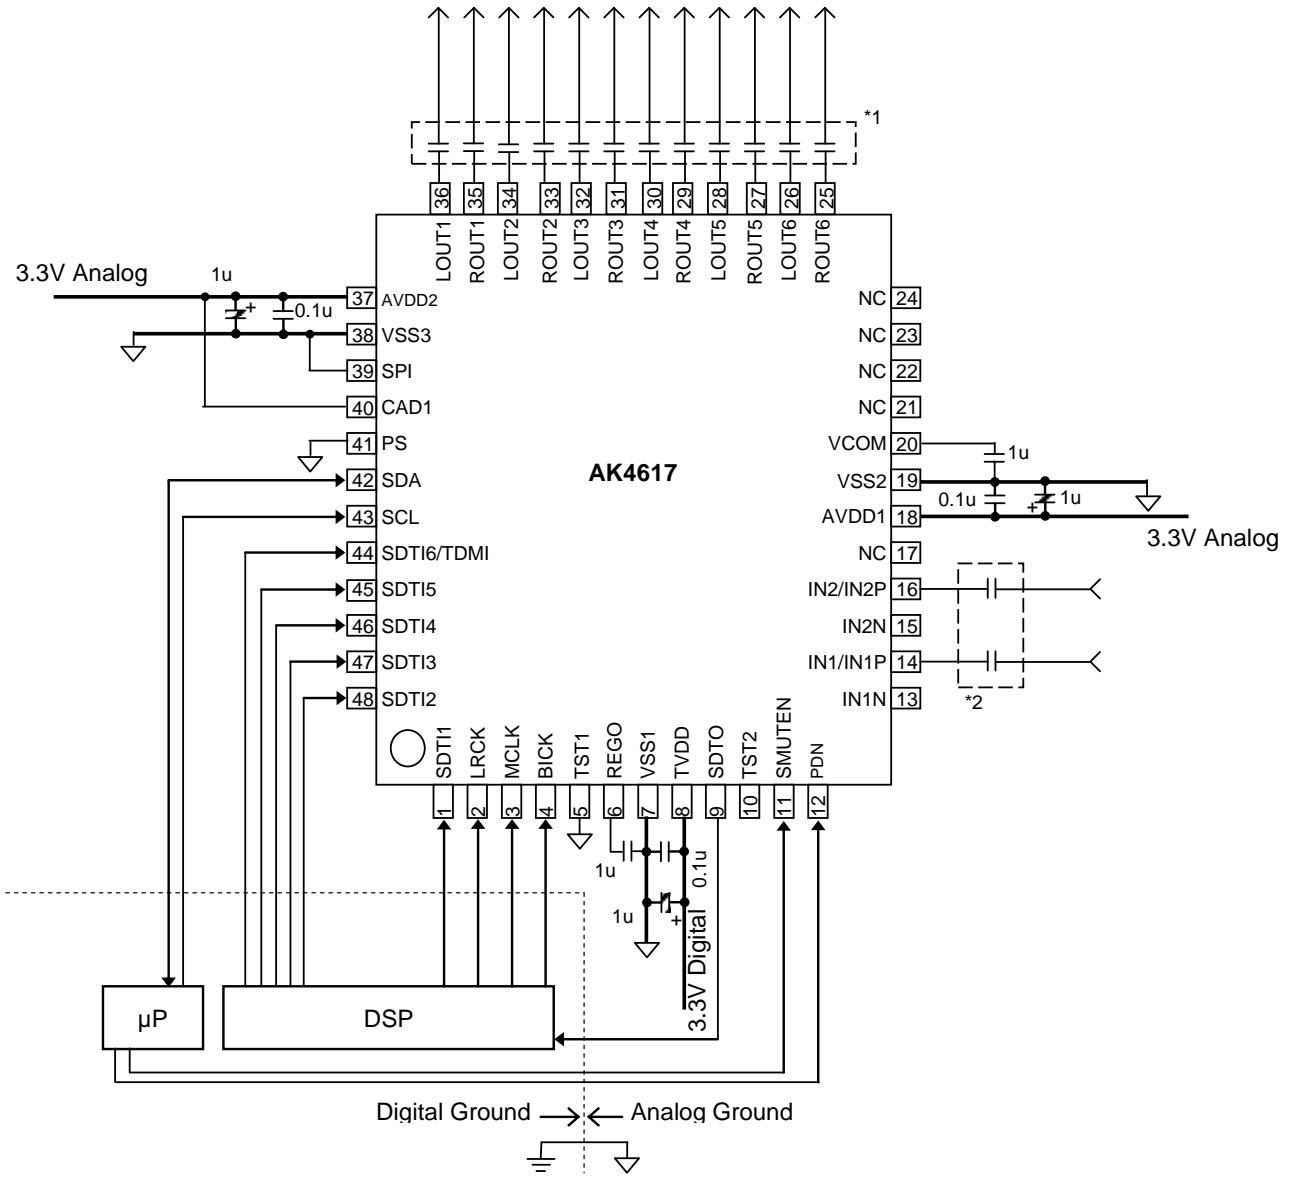 *1
36 35 34 33 32 31 30 29 28 27 26 25
LOUT1 ROUT1 LOUT2 ROUT2 LOUT3 ROUT3 LOUT4 ROUT4 LOUT5 ROUT5 LOUT6 ROUT6
3.3V Analog
1u
+
0.1u
37 AVDD2
38 VSS3
39 SPI
40 CAD1
41 PS
42 SDA
43 SCL
44 SDTI6/TDMI
45 SDTI5
46 SDTI4
47 SDTI3
48 SDTI2
AK4617
NC 24
NC 23
NC 22
NC 21
VCOM 20
1u
VSS2 19
0.1u
+
1u
AVDD1 18
3.3V Analog
NC 17
IN2/IN2P 16
IN2N 15
IN1/IN1P 14
IN1N 13
*2
SDTI1 LRCK MCLK BICK TST1 REGO VSS1 TVDD SDTO TST2 SMUTEN PDN
1 2 3 4 5 6 7 8 9 10 11 12
1u
0.1u
1u
+
3.3V Digital
µP
DSP
Digital Ground
Analog Ground